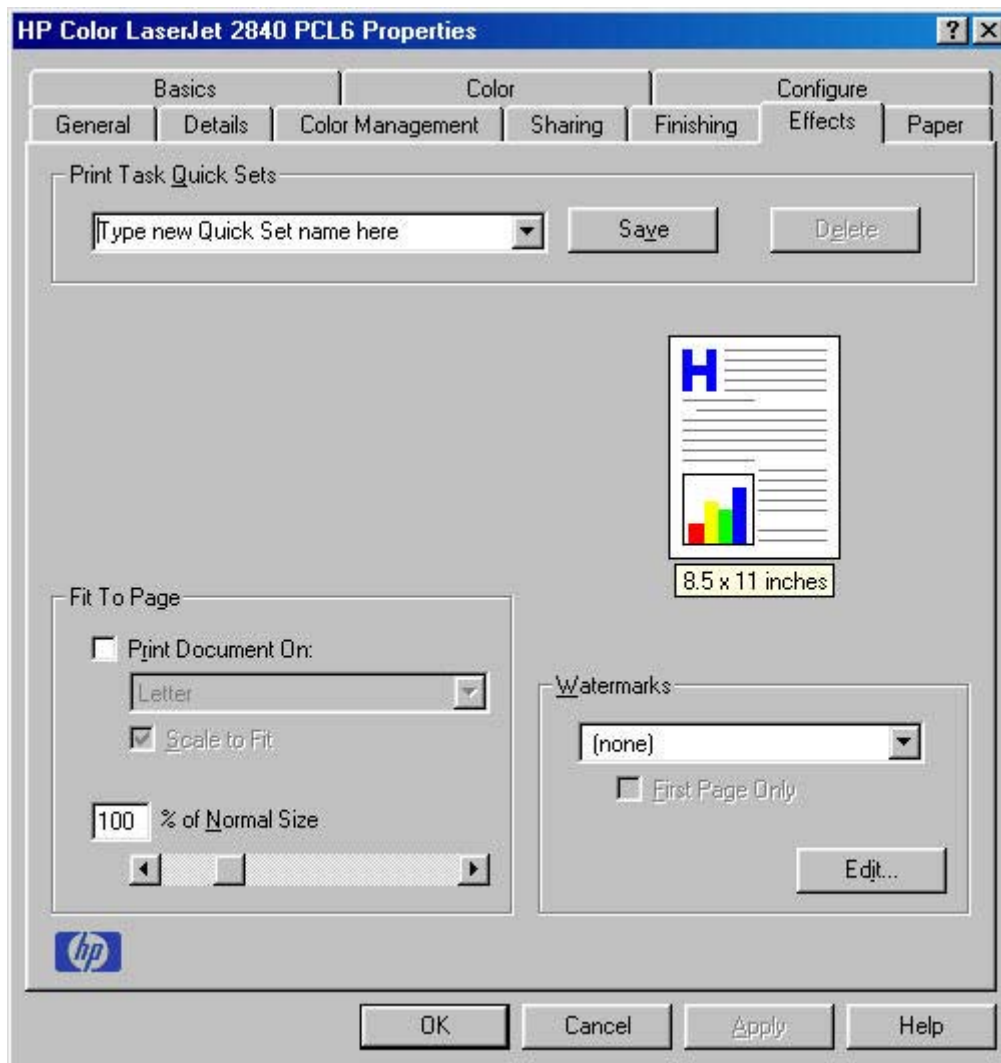 HP Color LaserJet 2840 PCL6 Properties
Basics Color Configure
General Details Color Management Sharing Finishing Effects Paper
Print Task Quick Sets
Type new Quick Set name here Save Delete
H
8.5 x 11 inches
Fit To Page
Print Document On:
Letter
Scale to Fit
100 % of Normal Size
Watermarks
(none)
First Page Only
Edit...
hp
OK Cancel Apply Help